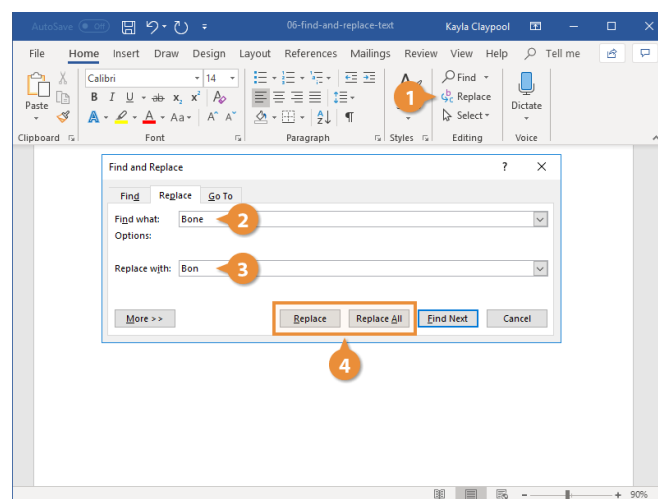 AutoSave Off 06-find-and-replace-text Kayla Claypool
File Home Insert Draw Design Layout References Mailings Review View Help Tell me
Calibri 14 Find
Paste B I U ab x₂ x² A 1 Replace Dictate
A A Aa A^ A˅ Select
Clipboard Font Paragraph Styles Editing Voice
Find and Replace ? ×
Find Replace Go To
Find what: Bone 2
Options:
Replace with: Bon 3
More >> Replace Replace All Find Next Cancel
4
90%